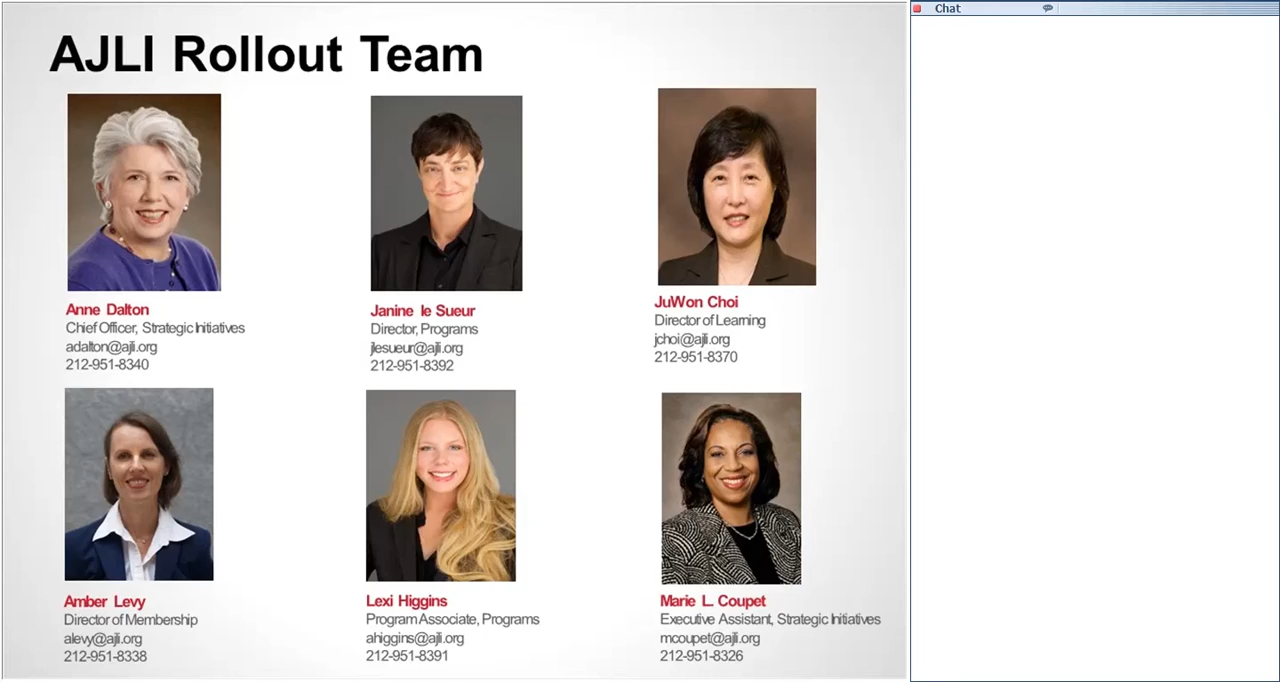 AJLI Rollout Team
Anne Dalton
Chief Officer, Strategic Initiatives
adalton@ajli.org
212-951-8340
Janine le Sueur
Director, Programs
jlesueur@ajli.org
212-951-8392
JuWon Choi
Director of Learning
jchoi@ajli.org
212-951-8370
Amber Levy
Director of Membership
alevy@ajli.org
212-951-8338
Lexi Higgins
Program Associate, Programs
ahiggins@ajli.org
212-951-8391
Marie L. Coupet
Executive Assistant, Strategic Initiatives
mcoupet@ajli.org
212-951-8326
Chat